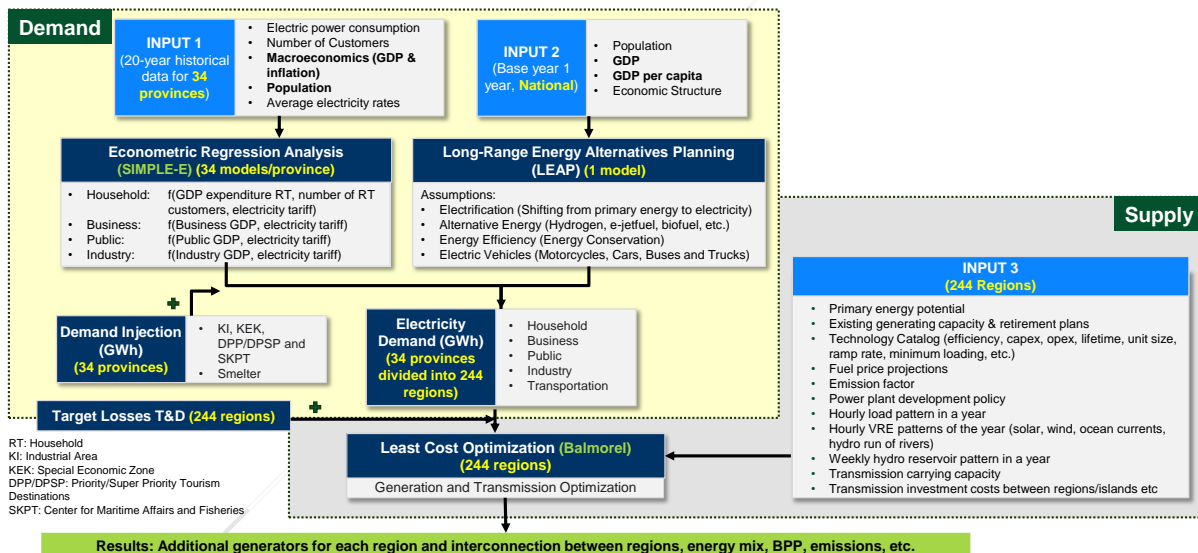 Demand
INPUT 1
(20-year historical
data for 34
provinces)
• Electric power consumption
• Number of Customers
• Macroeconomics (GDP &
inflation)
• Population
• Average electricity rates
INPUT 2
(Base year 1
year, National)
• Population
• GDP
• GDP per capita
• Economic Structure
Econometric Regression Analysis
(SIMPLE-E) (34 models/province)
• Household: f(GDP expenditure RT, number of RT
customers, electricity tariff)
• Business: f(Business GDP, electricity tariff)
• Public: f(Public GDP, electricity tariff)
• Industry: f(Industry GDP, electricity tariff)
Long-Range Energy Alternatives Planning
(LEAP) (1 model)
Assumptions:
• Electrification (Shifting from primary energy to electricity)
• Alternative Energy (Hydrogen, e-jetfuel, biofuel, etc.)
• Energy Efficiency (Energy Conservation)
• Electric Vehicles (Motorcycles, Cars, Buses and Trucks)
Demand Injection
(GWh)
(34 provinces)
• KI, KEK,
DPP/DPSP and
SKPT
• Smelter
Electricity
Demand (GWh)
(34 provinces
divided into 244
regions)
• Household
• Business
• Public
• Industry
• Transportation
Target Losses T&D (244 regions)
Supply
INPUT 3
(244 Regions)
• Primary energy potential
• Existing generating capacity & retirement plans
• Technology Catalog (efficiency, capex, opex, lifetime, unit size,
ramp rate, minimum loading, etc.)
• Fuel price projections
• Emission factor
• Power plant development policy
• Hourly load pattern in a year
• Hourly VRE patterns of the year (solar, wind, ocean currents,
hydro run of rivers)
• Weekly hydro reservoir pattern in a year
• Transmission carrying capacity
• Transmission investment costs between regions/islands etc
Least Cost Optimization (Balmorel)
(244 regions)
Generation and Transmission Optimization
RT: Household
KI: Industrial Area
KEK: Special Economic Zone
DPP/DPSP: Priority/Super Priority Tourism
Destinations
SKPT: Center for Maritime Affairs and Fisheries
Results: Additional generators for each region and interconnection between regions, energy mix, BPP, emissions, etc.